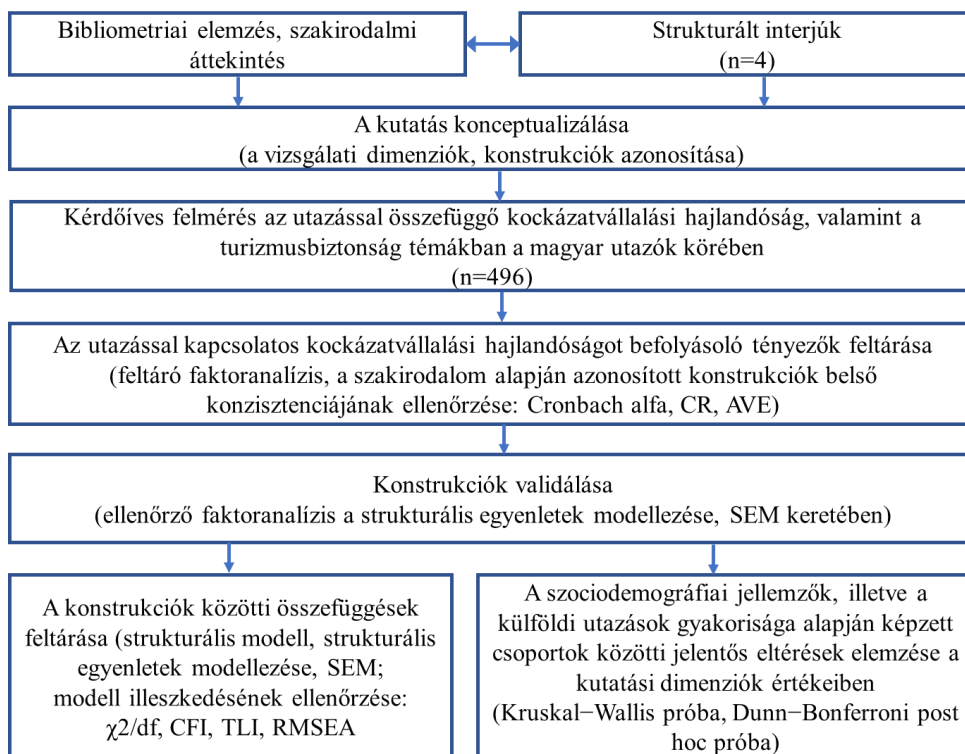 Bibliometriai elemzés, szakirodalmi
áttekintés
Strukturált interjúk
(n=4)
A kutatás konceptualizálása
(a vizsgálati dimenziók, konstrukciók azonosítása)
Kérdőíves felmérés az utazással összefüggő kockázatvállalási hajlandóság, valamint a
turizmusbiztonság témákban a magyar utazók körében
(n=496)
Az utazással kapcsolatos kockázatvállalási hajlandóságot befolyásoló tényezők feltárása
(feltáró faktoranalízis, a szakirodalom alapján azonosított konstrukciók belső
konzisztenciájának ellenőrzése: Cronbach alfa, CR, AVE)
Konstrukciók validálása
(ellenőrző faktoranalízis a strukturális egyenletek modellezése, SEM keretében)
A konstrukciók közötti összefüggések
feltárása (strukturális modell, strukturális
egyenletek modellezése, SEM;
modell illeszkedésének ellenőrzése:
χ2/df, CFI, TLI, RMSEA
A szociodemográfiai jellemzők, illetve a
külföldi utazások gyakorisága alapján képzett
csoportok közötti jelentős eltérések elemzése a
kutatási dimenziók értékeiben
(Kruskal−Wallis próba, Dunn−Bonferroni post
hoc próba)